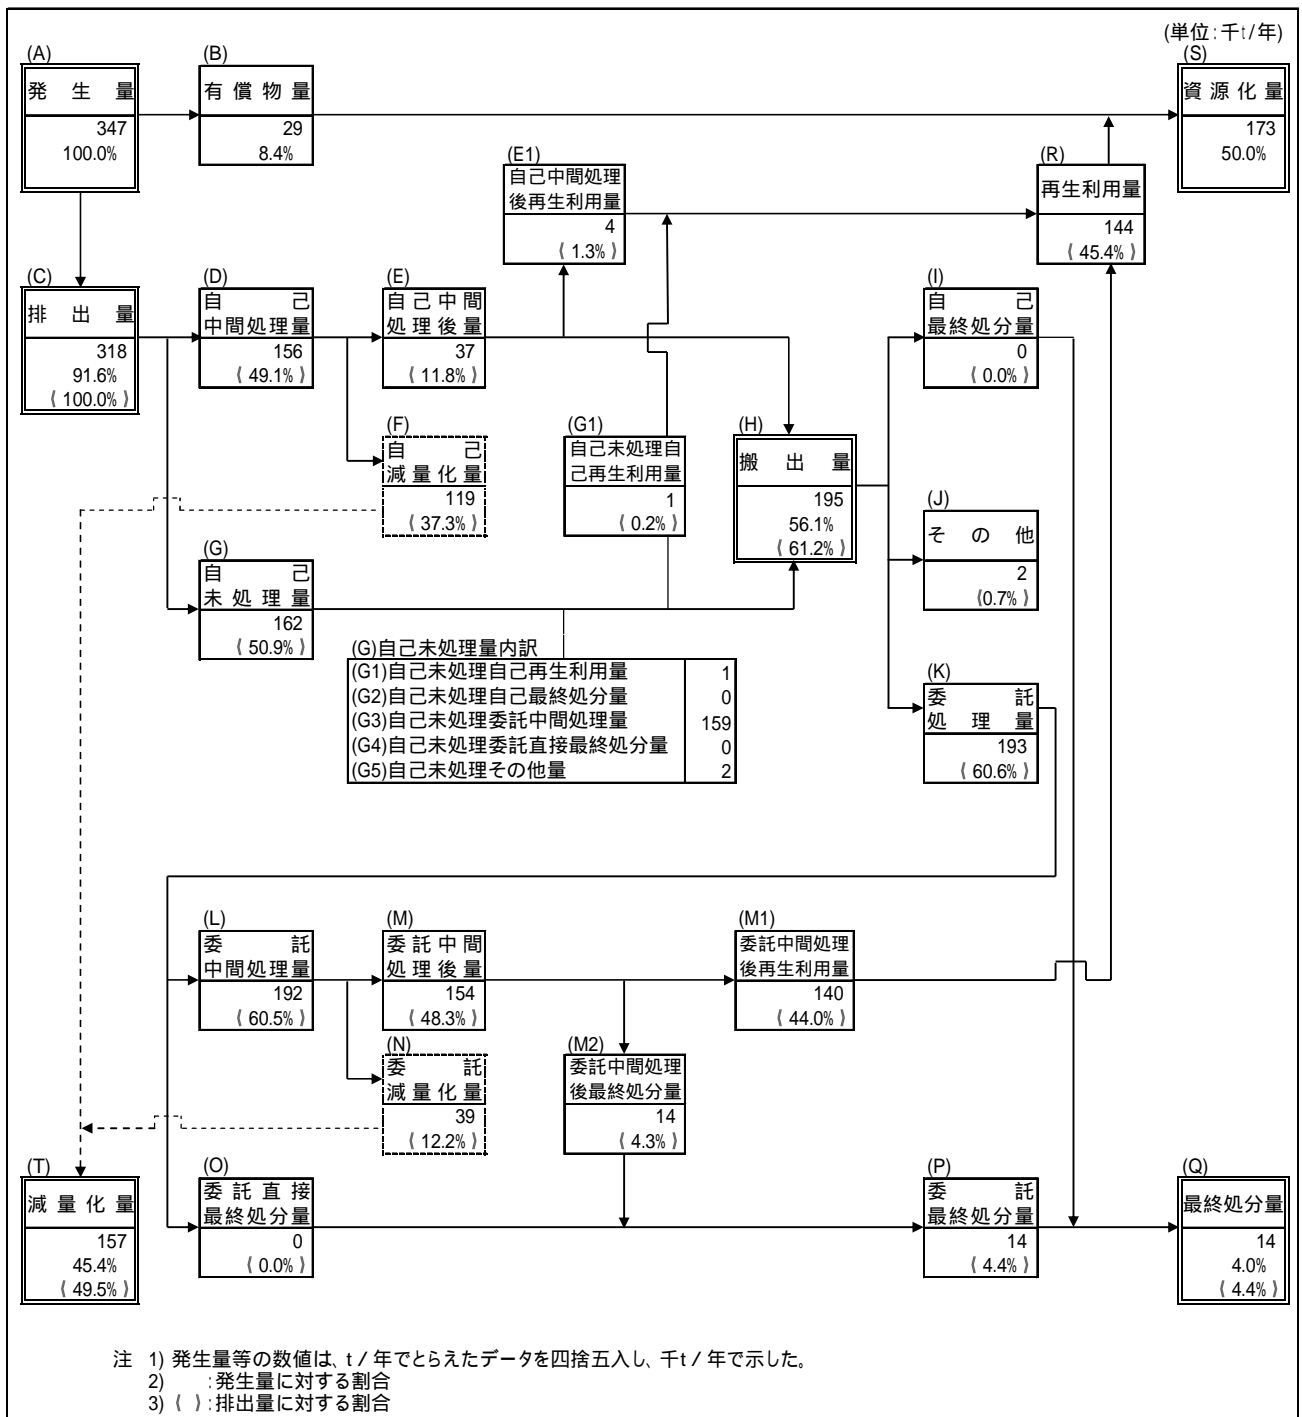 (単位:千t/年)
(A)
発生量
347
100.0%
(B)
有償物量
29
8.4%
(S)
資源化量
173
50.0%
(E1)
自己中間処理
後再生利用量
4
( 1.3% )
(R)
再生利用量
144
( 45.4% )
(C)
排出量
318
91.6%
( 100.0% )
(D)
自己
中間処理量
156
( 49.1% )
(E)
自己中間
処理後量
37
( 11.8% )
(I)
自己
最終処分量
0
( 0.0% )
(F)
自己
減量化量
119
( 37.3% )
(G1)
自己未処理自
己再生利用量
1
( 0.2% )
(H)
搬出量
195
56.1%
( 61.2% )
(J)
その他
2
(0.7% )
(G)
自己
未処理量
162
( 50.9% )
(G)自己未処理量内訳
(G1)自己未処理自己再生利用量 1
(G2)自己未処理自己最終処分量 0
(G3)自己未処理委託中間処理量 159
(G4)自己未処理委託直接最終処分量 0
(G5)自己未処理その他量 2
(K)
委託
処理量
193
( 60.6% )
(L)
委託
中間処理量
192
( 60.5% )
(M)
委託中間
処理後量
154
( 48.3% )
(M1)
委託中間処理
後再生利用量
140
( 44.0% )
(N)
委託
減量化量
39
( 12.2% )
(M2)
委託中間処理
後最終処分量
14
( 4.3% )
(T)
減量化量
157
45.4%
( 49.5% )
(O)
委託直接
最終処分量
0
( 0.0% )
(P)
委託
最終処分量
14
( 4.4% )
(Q)
最終処分量
14
4.0%
( 4.4% )
注 1) 発生量等の数値は、t/年でとらえたデータを四捨五入し、千t/年で示した。
2) :発生量に対する割合
3) ( ):排出量に対する割合